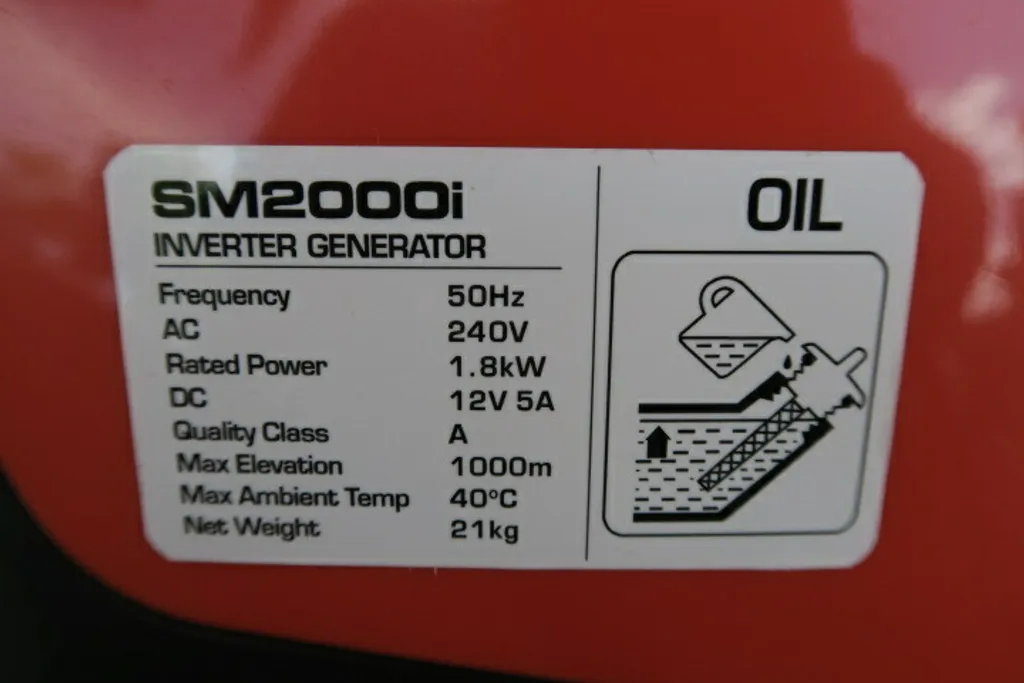 SM2000i
INVERTER GENERATOR
Frequency 50Hz
AC 240V
Rated Power 1.8kW
DC 12V 5A
Quality Class A
Max Elevation 1000m
Max Ambient Temp 40°C
Net Weight 21kg
OIL